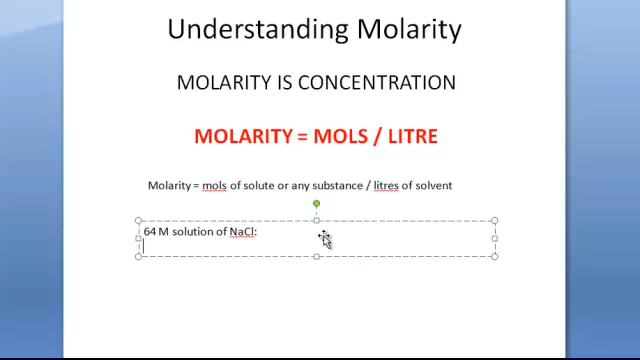 Understanding Molarity
MOLARITY IS CONCENTRATION
MOLARITY = MOLS / LITRE
Molarity = mols of solute or any substance / litres of solvent
64 M solution of NaCl: